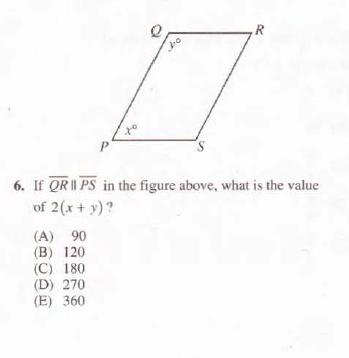 Q R
y°
x°
P S
6. If QR ∥ PS in the figure above, what is the value
of 2(x + y)?
(A) 90
(B) 120
(C) 180
(D) 270
(E) 360